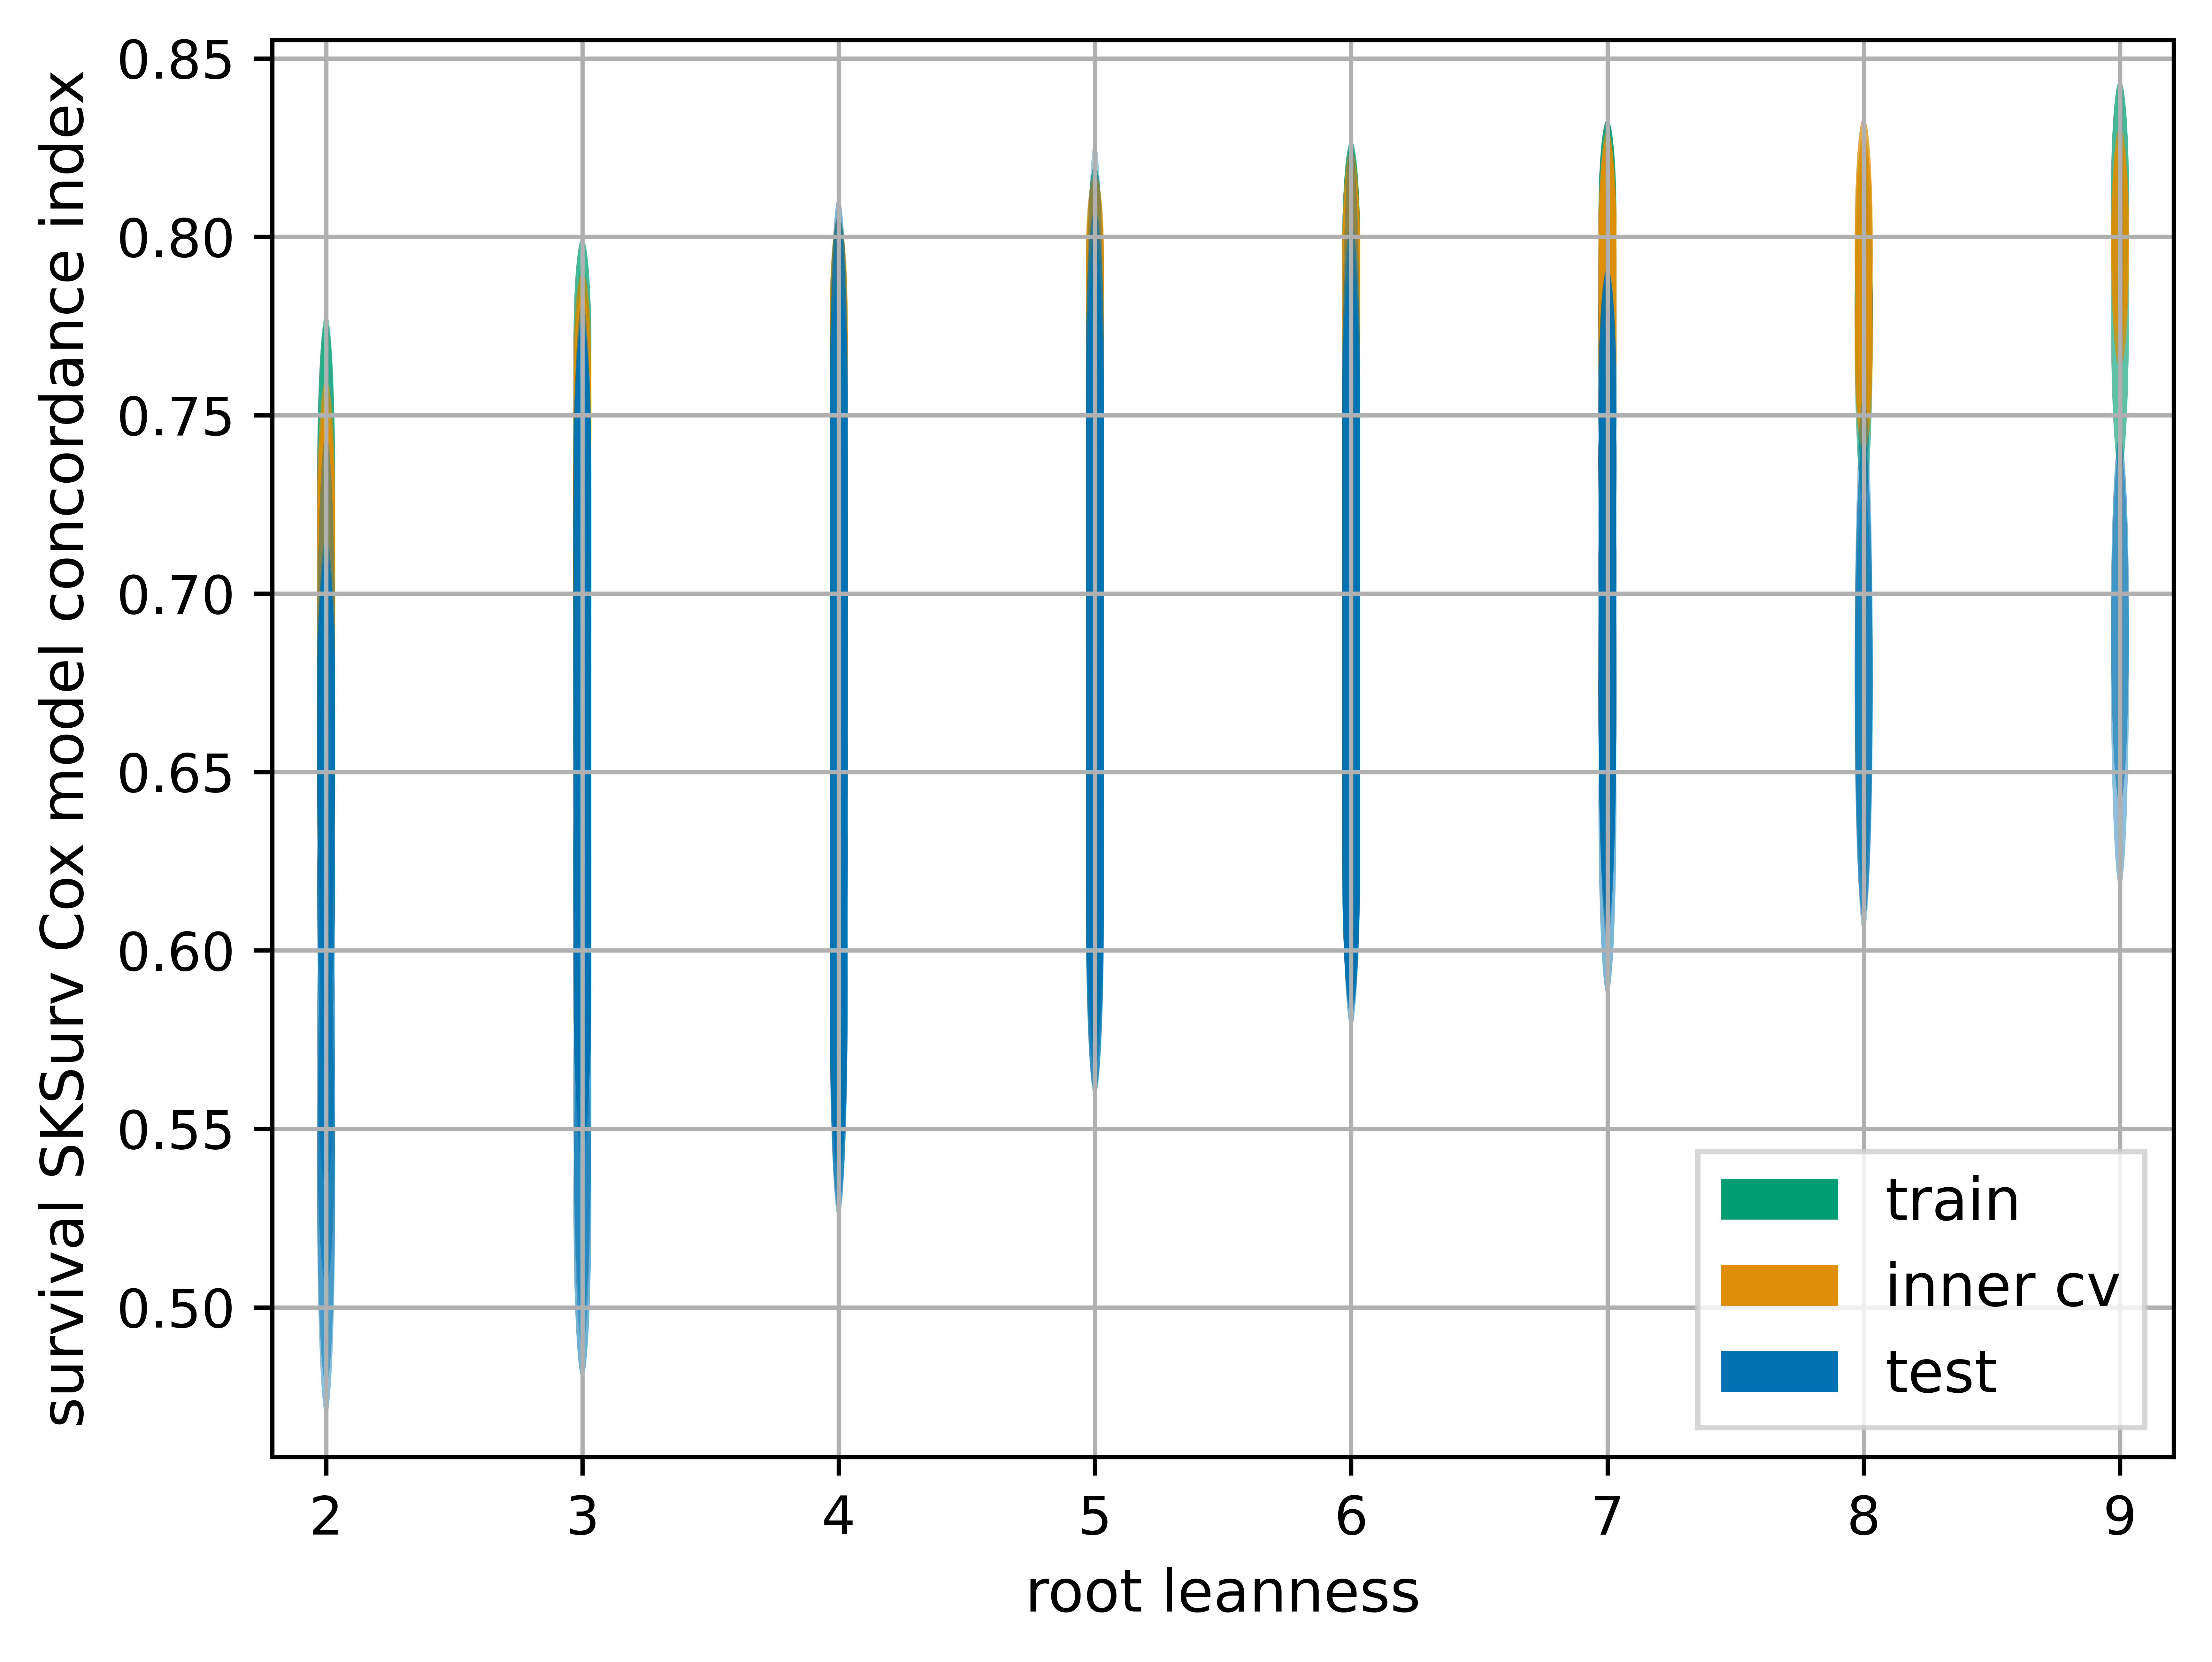 survival SKSurv Cox model concordance index
0.85
0.80
0.75
0.70
0.65
0.60
0.55
0.50
train
inner cv
test
2 3 4 5 6 7 8 9
root leanness